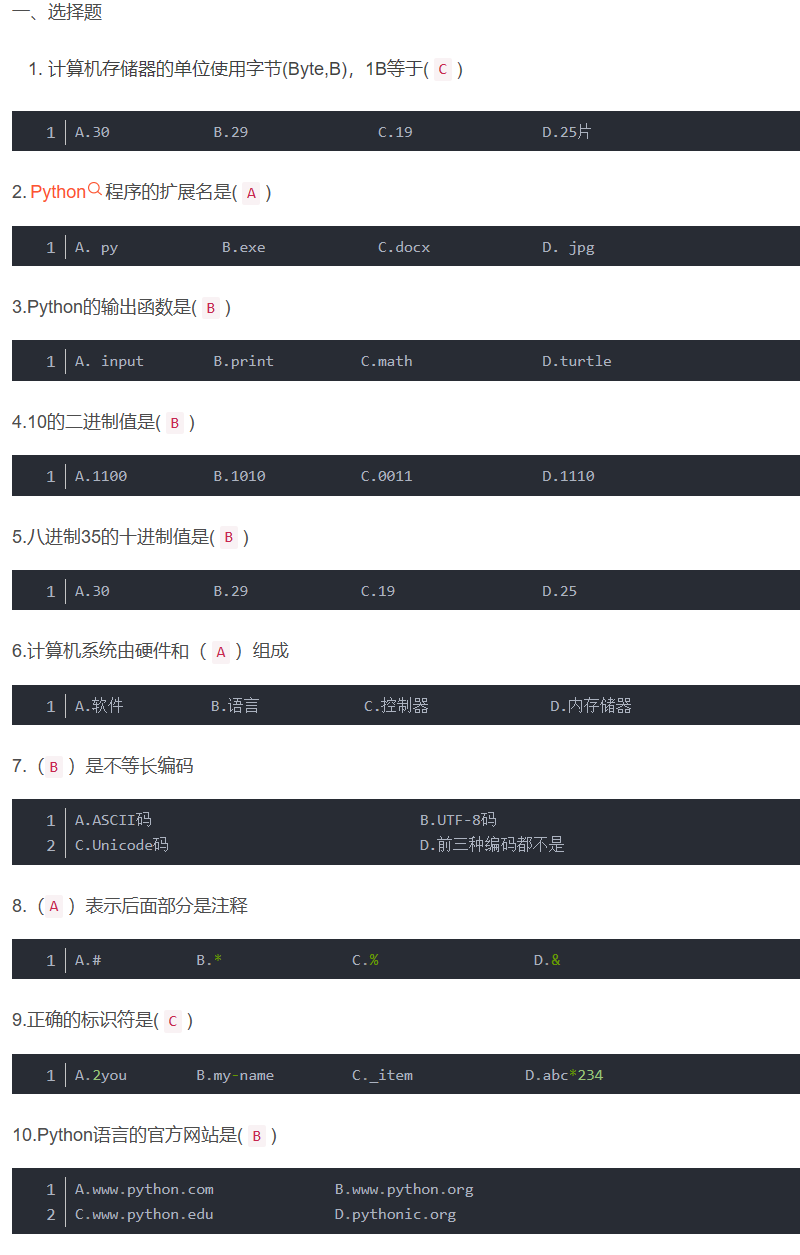 一、选择题
1. 计算机存储器的单位使用字节(Byte,B)，1B等于( C )
1 A.30 B.29 C.19 D.25片
2. Python 程序的扩展名是( A )
1 A. py B.exe C.docx D. jpg
3.Python的输出函数是( B )
1 A. input B.print C.math D.turtle
4.10的二进制值是( B )
1 A.1100 B.1010 C.0011 D.1110
5.八进制35的十进制值是( B )
1 A.30 B.29 C.19 D.25
6.计算机系统由硬件和（ A ）组成
1 A.软件 B.语言 C.控制器 D.内存储器
7.（ B ）是不等长编码
1 A.ASCII码 B.UTF-8码
2 C.Unicode码 D.前三种编码都不是
8.（ A ）表示后面部分是注释
1 A.# B.* C.% D.&
9.正确的标识符是( C )
1 A.2you B.my-name C._item D.abc*234
10.Python语言的官方网站是( B )
1 A.www.python.com B.www.python.org
2 C.www.python.edu D.pythonic.org